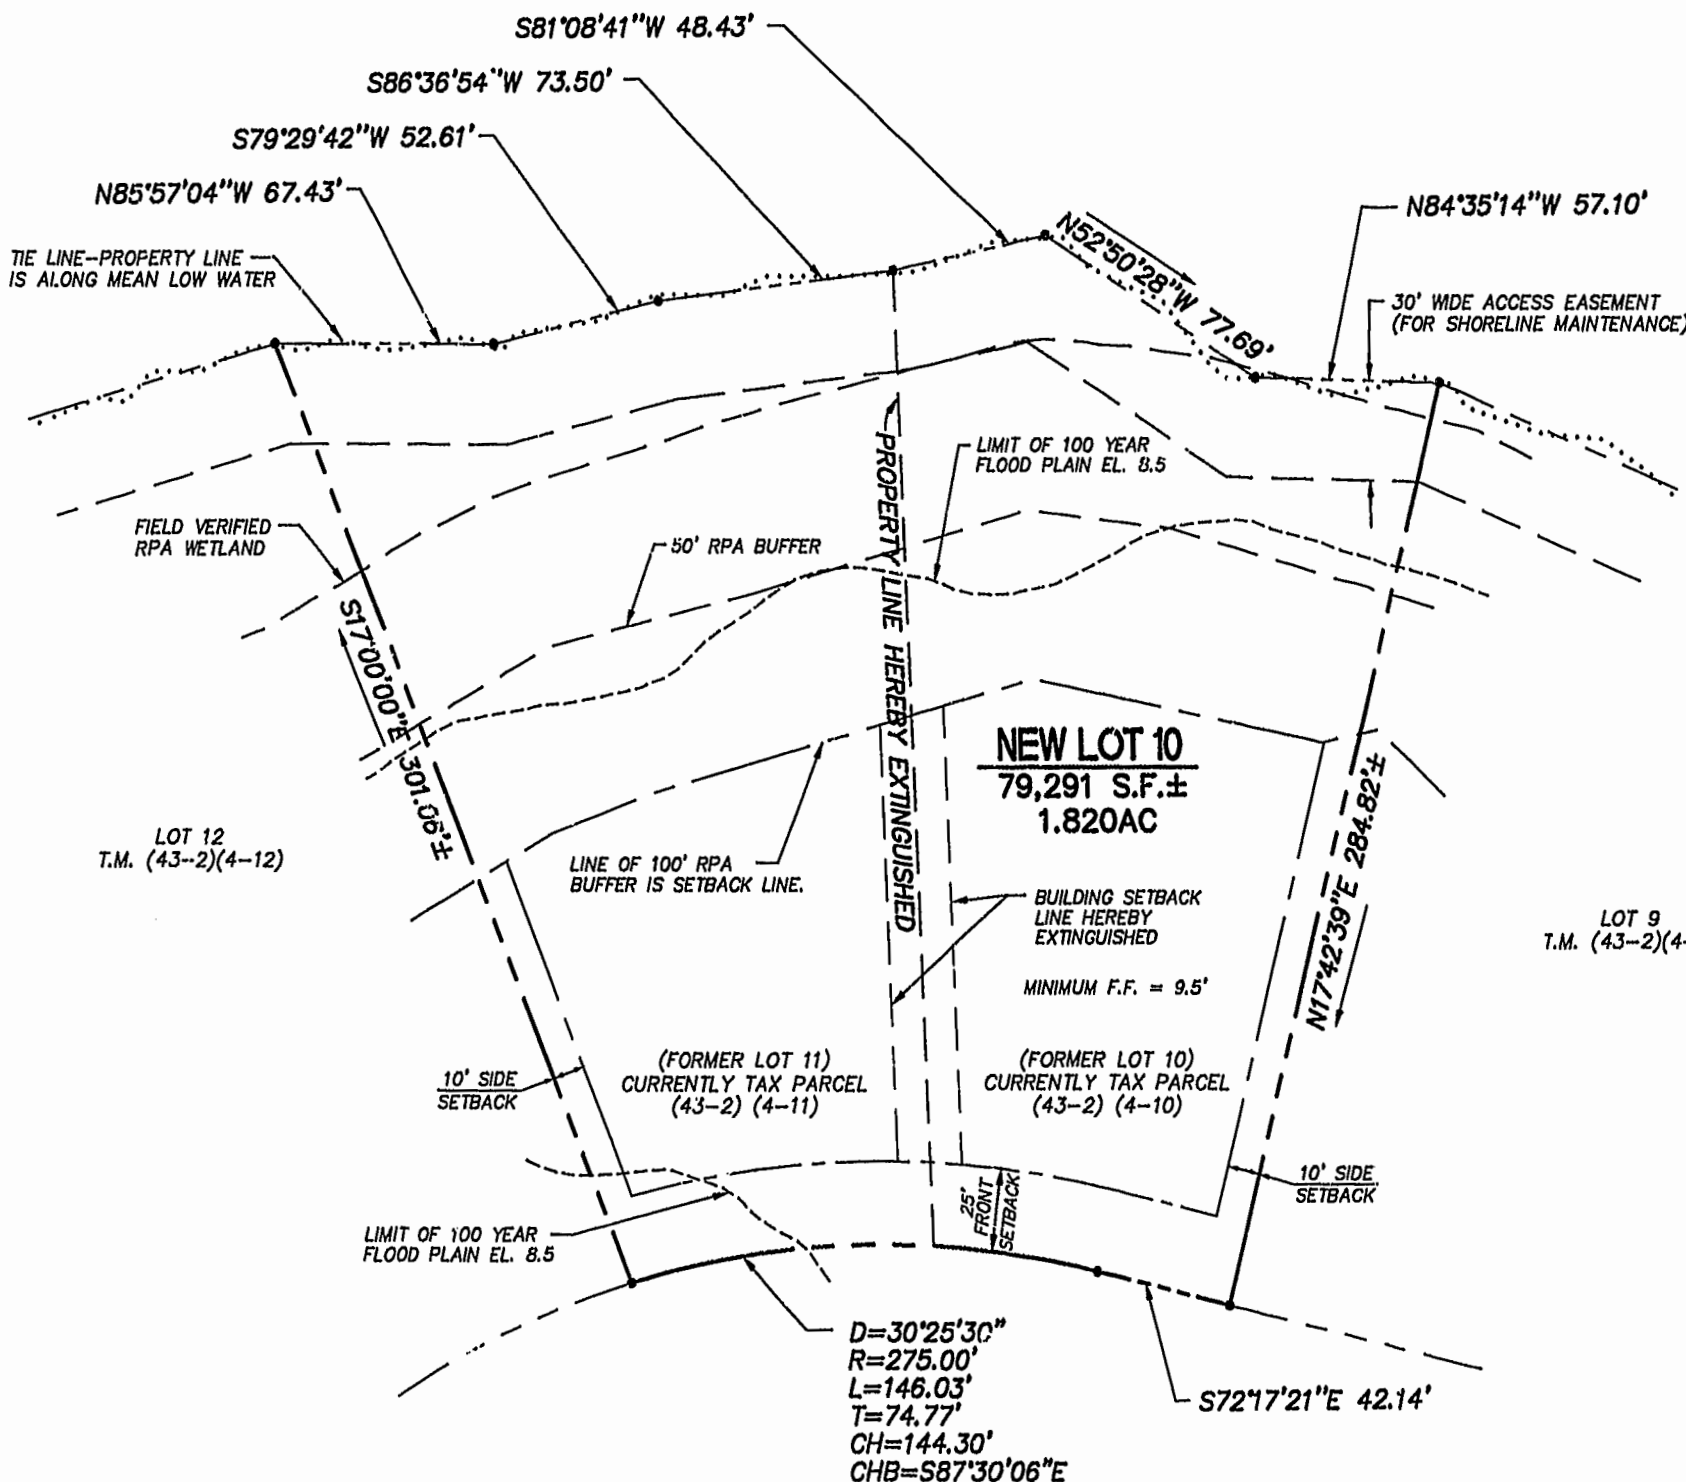 S81°08'41"W 48.43'
S86°36'54"W 73.50'
S79°29'42"W 52.61'
N85°57'04"W 67.43'
TIE LINE-PROPERTY LINE
IS ALONG MEAN LOW WATER
N52°50'28"W 77.69'
N84°35'14"W 57.10'
30' WIDE ACCESS EASEMENT
(FOR SHORELINE MAINTENANCE)
LIMIT OF 100 YEAR
FLOOD PLAIN EL. 8.5
FIELD VERIFIED
RPA WETLAND
50' RPA BUFFER
PROPERTY LINE HEREBY EXTINGUISHED
S17°00'00"E 301.06'±
NEW LOT 10
79,291 S.F.±
1.820AC
N17°42'39"E 284.82'±
LOT 12
T.M. (43-2)(4-12)
LINE OF 100' RPA
BUFFER IS SETBACK LINE.
BUILDING SETBACK
LINE HEREBY
EXTINGUISHED
LOT 9
T.M. (43-2)(4-
MINIMUM F.F. = 9.5'
(FORMER LOT 11)
CURRENTLY TAX PARCEL
(43-2) (4-11)
(FORMER LOT 10)
CURRENTLY TAX PARCEL
(43-2) (4-10)
10' SIDE
SETBACK
10' SIDE
SETBACK
25'
FRONT
SETBACK
LIMIT OF 100 YEAR
FLOOD PLAIN EL. 8.5
D=30°25'30"
R=275.00'
L=146.03'
T=74.77'
CH=144.30'
CHB=S87°30'06"E
S72°17'21"E 42.14'